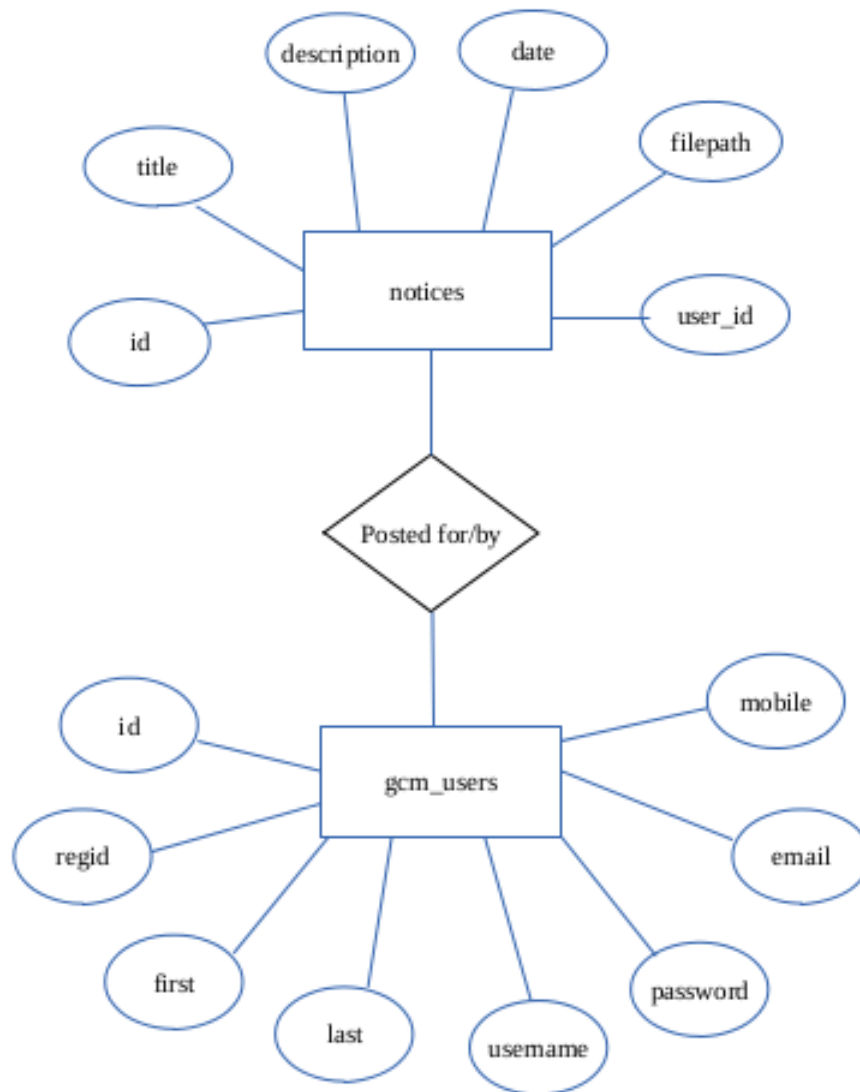 description
date
title
filepath
notices
id
user_id
Posted for/by
id
mobile
gcm_users
regid
email
first
last
username
password